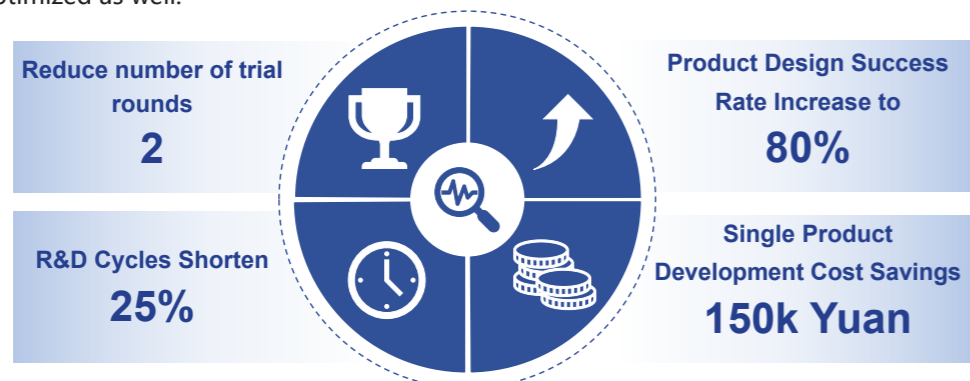 Reduce number of trial
rounds
2
Product Design Success
Rate Increase to
80%
R&D Cycles Shorten
25%
Single Product
Development Cost Savings
150k Yuan